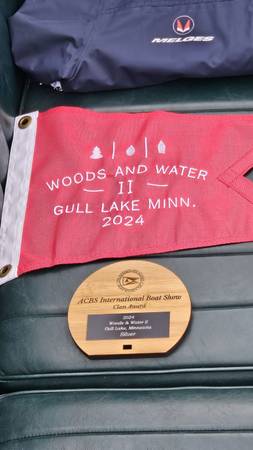 MELGES
WOODS AND WATER
II
GULL LAKE MINN.
2024
ACBS International Boat Show
Class Award
2024
Woods & Water II
Gull Lake, Minnesota
Silver